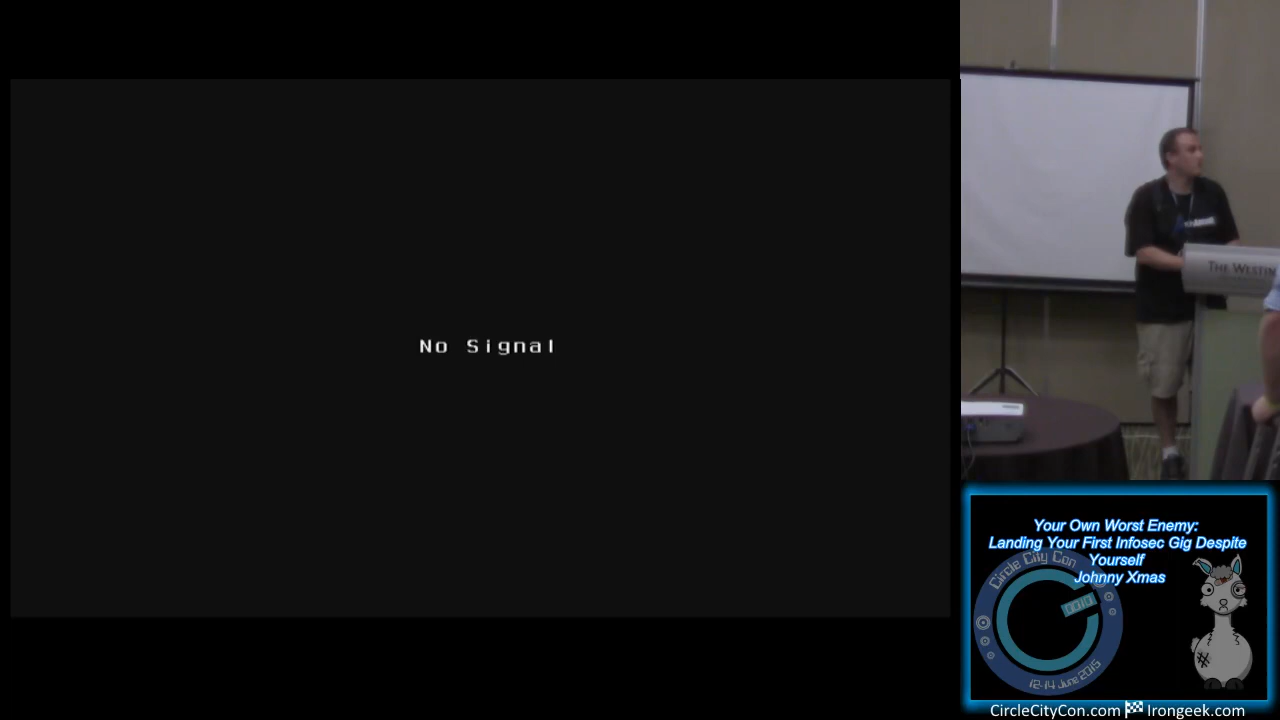 No Signal
THE WESTIN
Your Own Worst Enemy:
Landing Your First Infosec Gig Despite
Yourself
Johnny Xmas
Circle City Con
12-14 June 2015
CircleCityCon.com Irongeek.com